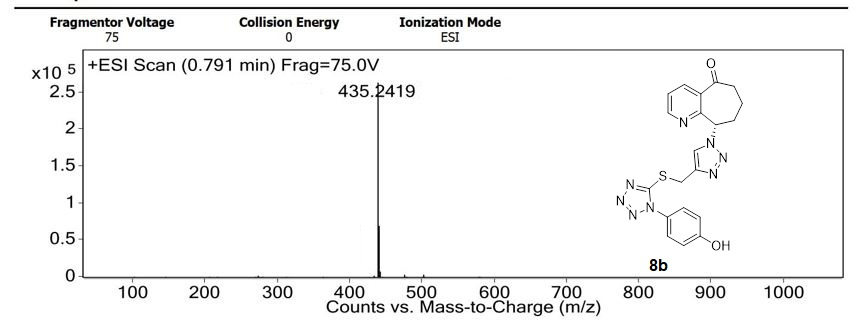 Fragmentor Voltage Collision Energy Ionization Mode
75 0 ESI
x10 5
+ESI Scan (0.791 min) Frag=75.0V
435.2419
2.5
2
1.5
1
0.5
0
100 200 300 400 500 600 700 800 900 1000
Counts vs. Mass-to-Charge (m/z)
O
N
N
N
N
S
N
N
N
N
OH
8b